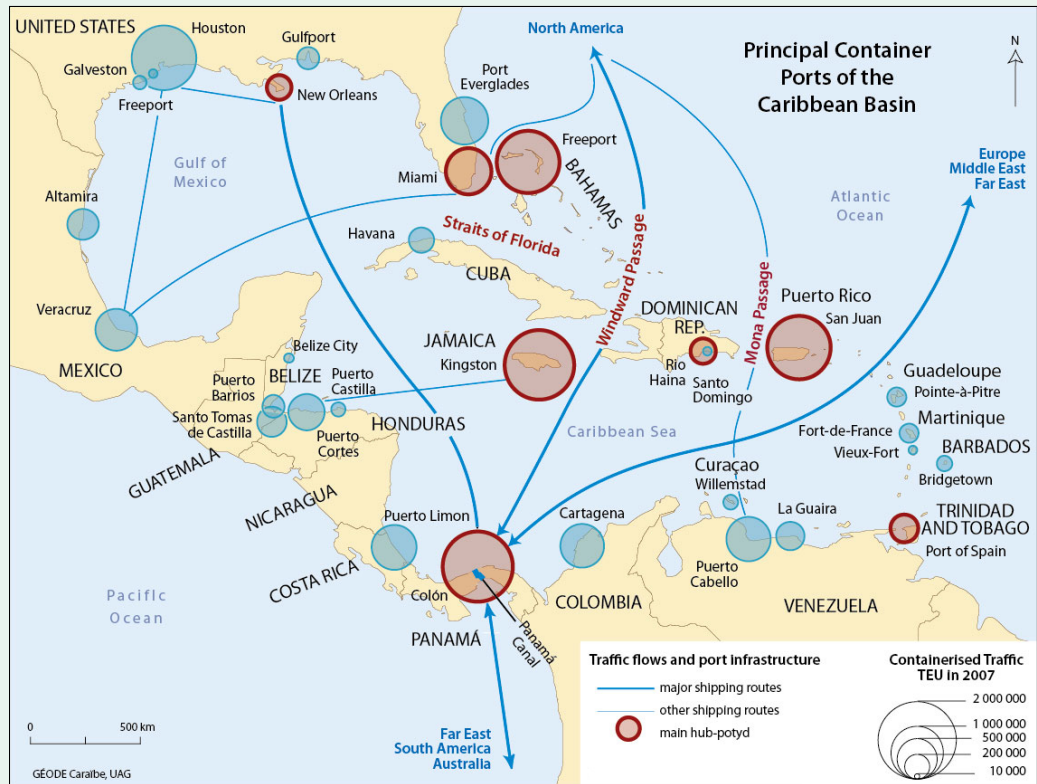 Principal Container
Ports of the
Caribbean Basin
N
UNITED STATES
Houston
Gulfport
Galveston
Freeport
New Orleans
Port
Everglades
North America
Freeport
BAHAMAS
Miami
Gulf of
Mexico
Europe
Middle East
Far East
Atlantic
Ocean
Altamira
Havana
Straits of Florida
CUBA
Windward Passage
Mona Passage
Veracruz
MEXICO
Belize City
BELIZE
Puerto
Barrios
Puerto
Castilla
Santo Tomas
de Castilla
Puerto
Cortes
HONDURAS
GUATEMALA
NICARAGUA
JAMAICA
Kingston
DOMINICAN
REP.
Rio
Haina
Santo
Domingo
Puerto Rico
San Juan
Guadeloupe
Pointe-à-Pitre
Martinique
Fort-de-France
Vieux-Fort
BARBADOS
Bridgetown
Caribbean Sea
Curaçao
Willemstad
La Guaira
TRINIDAD
AND TOBAGO
Port of Spain
Puerto Limon
Cartagena
Puerto
Cabello
COSTA RICA
Colón
PANAMÁ
Panamá
Canal
COLOMBIA
VENEZUELA
Pacific
Ocean
Far East
South America
Australia
Traffic flows and port infrastructure
major shipping routes
other shipping routes
main hub-potyd
Containerised Traffic
TEU in 2007
2 000 000
1 000 000
500 000
200 000
10 000
0 500 km
GÉODE Caraïbe, UAG